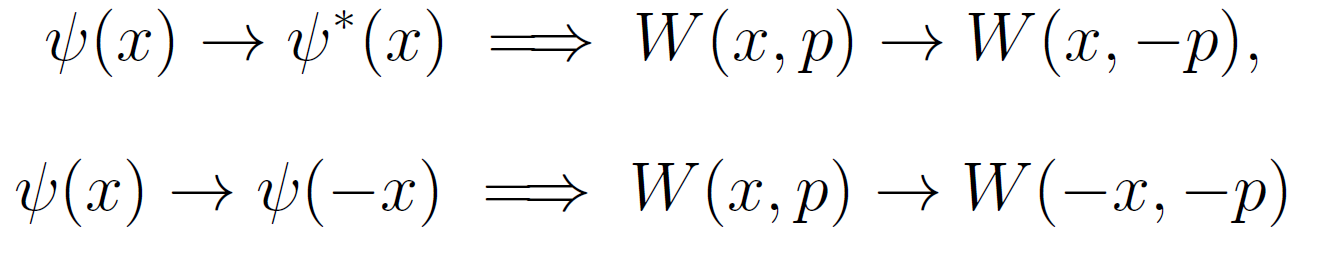 ψ(x) → ψ*(x) ⟹ W(x, p) → W(x, −p),
ψ(x) → ψ(−x) ⟹ W(x, p) → W(−x, −p)